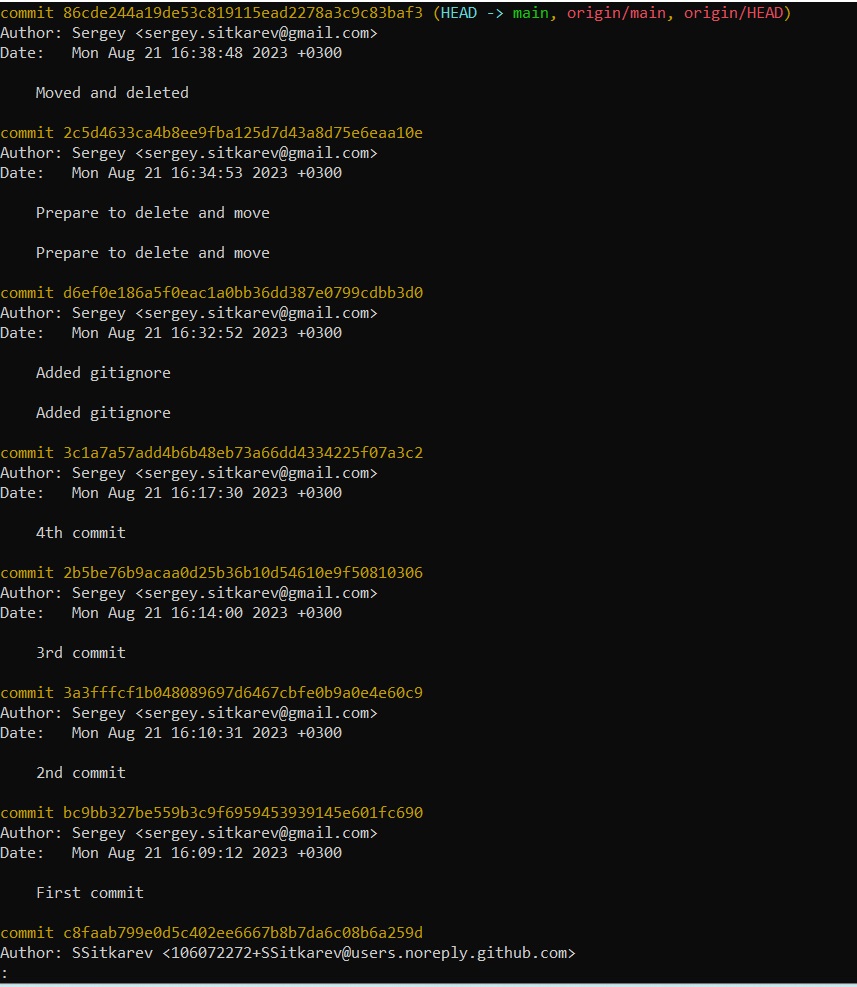 commit 86cde244a19de53c819115ead2278a3c9c83baf3 (HEAD -> main, origin/main, origin/HEAD)
Author: Sergey <sergey.sitkarev@gmail.com>
Date:   Mon Aug 21 16:38:48 2023 +0300
    Moved and deleted
commit 2c5d4633ca4b8ee9fba125d7d43a8d75e6eaa10e
Author: Sergey <sergey.sitkarev@gmail.com>
Date:   Mon Aug 21 16:34:53 2023 +0300
    Prepare to delete and move
    Prepare to delete and move
commit d6ef0e186a5f0eac1a0bb36dd387e0799cdbb3d0
Author: Sergey <sergey.sitkarev@gmail.com>
Date:   Mon Aug 21 16:32:52 2023 +0300
    Added gitignore
    Added gitignore
commit 3c1a7a57add4b6b48eb73a66dd4334225f07a3c2
Author: Sergey <sergey.sitkarev@gmail.com>
Date:   Mon Aug 21 16:17:30 2023 +0300
    4th commit
commit 2b5be76b9acaa0d25b36b10d54610e9f50810306
Author: Sergey <sergey.sitkarev@gmail.com>
Date:   Mon Aug 21 16:14:00 2023 +0300
    3rd commit
commit 3a3fffcf1b048089697d6467cbfe0b9a0e4e60c9
Author: Sergey <sergey.sitkarev@gmail.com>
Date:   Mon Aug 21 16:10:31 2023 +0300
    2nd commit
commit bc9bb327be559b3c9f6959453939145e601fc690
Author: Sergey <sergey.sitkarev@gmail.com>
Date:   Mon Aug 21 16:09:12 2023 +0300
    First commit
commit c8faab799e0d5c402ee6667b8b7da6c08b6a259d
Author: SSitkarev <106072272+SSitkarev@users.noreply.github.com>
: